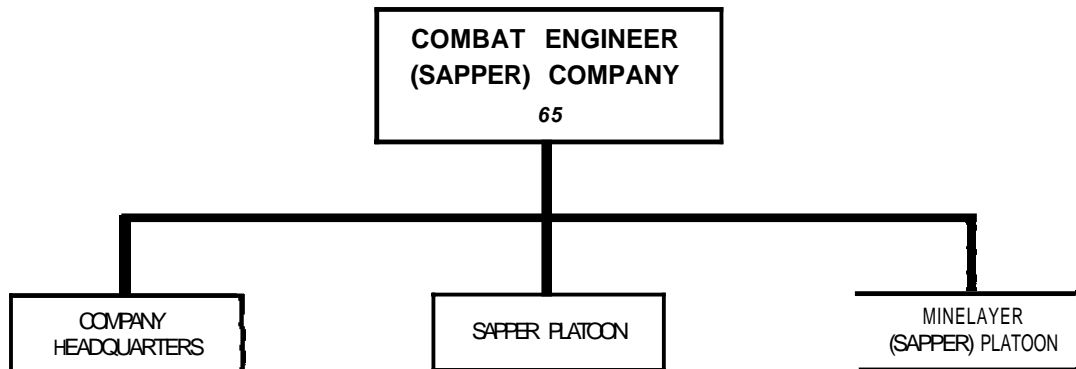 COMBAT ENGINEER
(SAPPER) COMPANY
65
COMPANY
HEADQUARTERS
SAPPER PLATOON
MINELAYER
(SAPPER) PLATOON